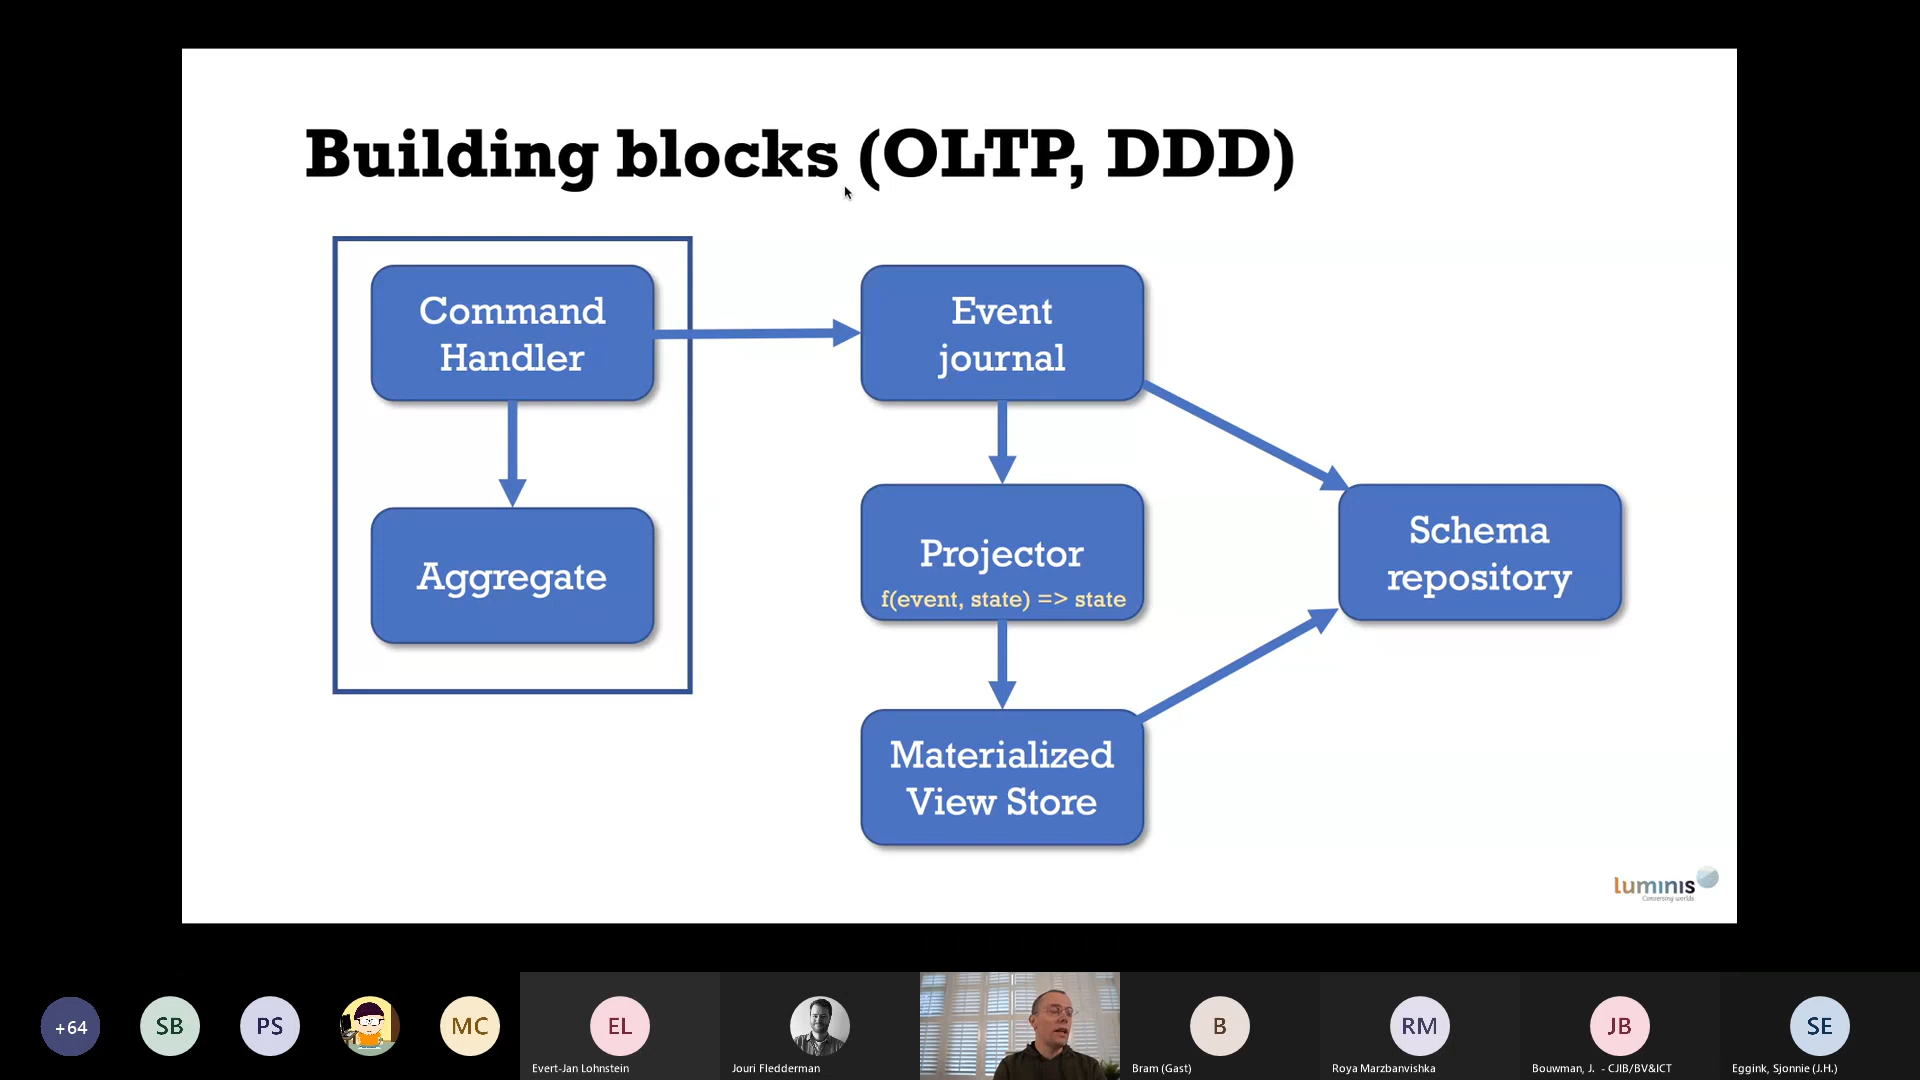 Building blocks (OLTP, DDD)
Command
Handler
Event
journal
Aggregate
Projector
f(event, state) => state
Schema
repository
Materialized
View Store
luminis
Conversing worlds
+64
SB
PS
MC
EL
Evert-Jan Lohnstein
Jouri Fledderman
B
Bram (Gast)
RM
Roya Marzbanvishka
JB
Bouwman, J. - CJIB/BV&ICT
SE
Eggink, Sjonnie (J.H.)